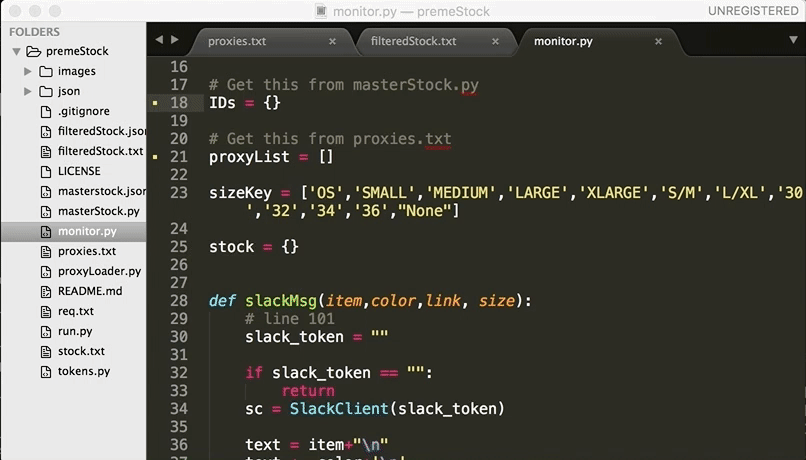 monitor.py — premeStock
UNREGISTERED
FOLDERS
premeStock
images
json
.gitignore
filteredStock.jso
filteredStock.txt
LICENSE
masterstock.json
masterStock.py
monitor.py
proxies.txt
proxyLoader.py
README.md
req.txt
run.py
stock.txt
tokens.py
proxies.txt ×
filteredStock.txt ×
monitor.py ×
16
17 # Get this from masterStock.py
18 IDs = {}
19
20 # Get this from proxies.txt
21 proxyList = []
22
23 sizeKey = ['OS','SMALL','MEDIUM','LARGE','XLARGE','S/M','L/XL','30
','32','34','36',"None"]
24
25 stock = {}
26
27
28 def slackMsg(item,color,link, size):
29 # line 101
30 slack_token = ""
31
32 if slack_token == "":
33 return
34 sc = SlackClient(slack_token)
35
36 text = item+"\n"